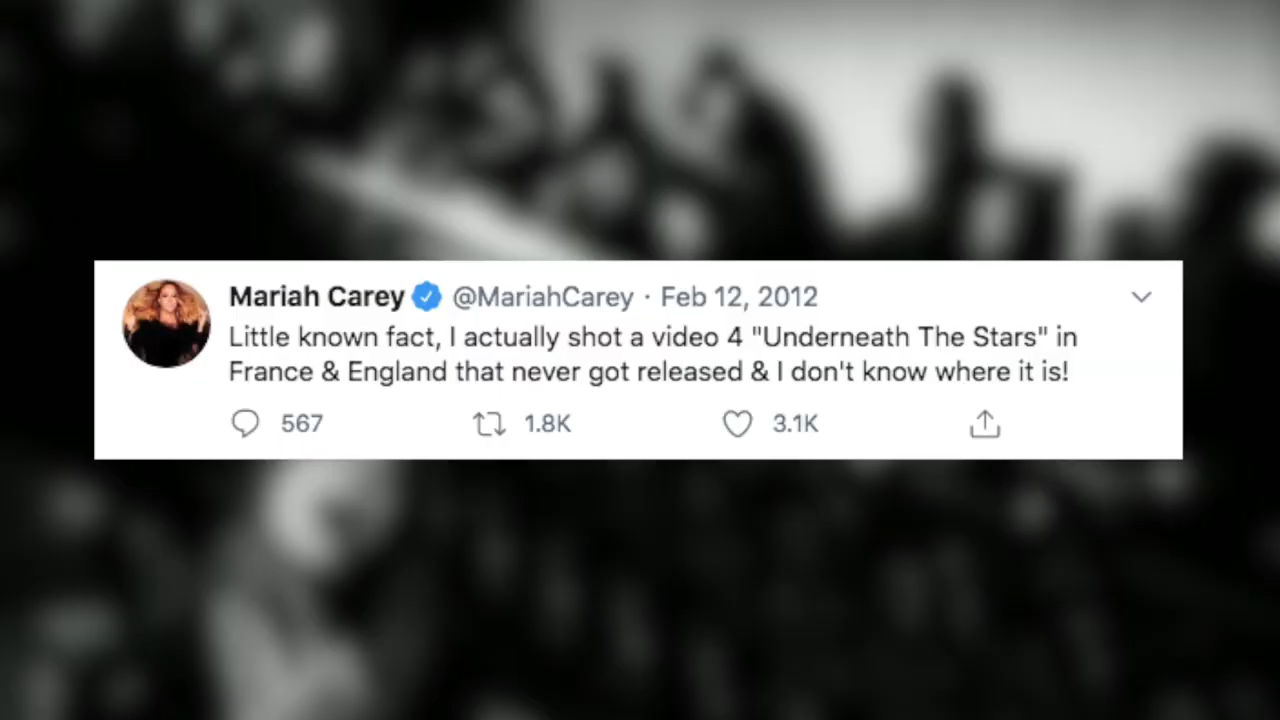 Mariah Carey @MariahCarey · Feb 12, 2012
Little known fact, I actually shot a video 4 "Underneath The Stars" in
France & England that never got released & I don't know where it is!
567 1.8K 3.1K